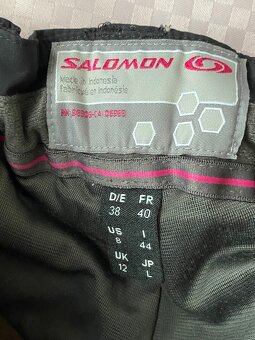 SALOMON
Made in Indonesia
fabriqué en Indonésie
D/E FR
38 40
US I
8 44
UK JP
12 L